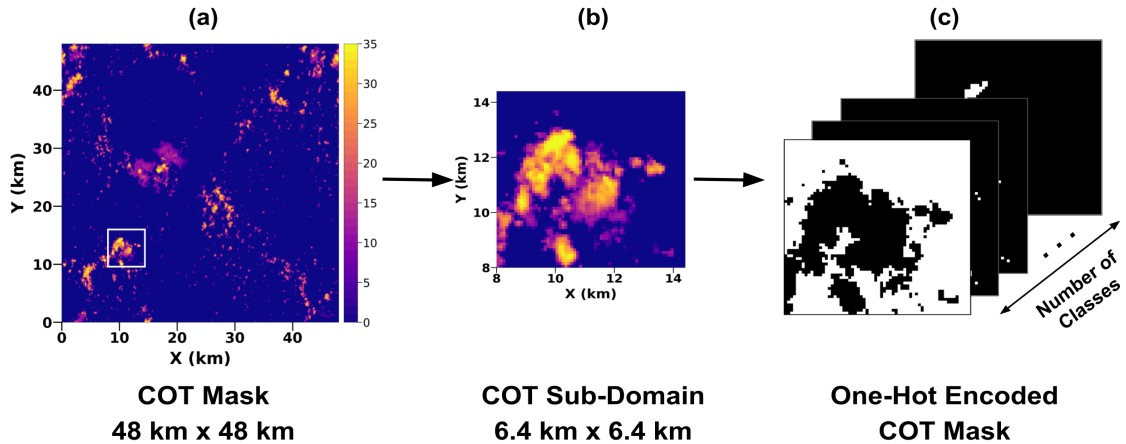 (a)
(b)
(c)
35
30
25
20
15
10
5
0
40
30
20
10
0
Y (km)
0
10
20
30
40
X (km)
14
12
10
8
Y (km)
8
10
12
14
X (km)
Number of
Classes
COT Mask
48 km x 48 km
COT Sub-Domain
6.4 km x 6.4 km
One-Hot Encoded
COT Mask